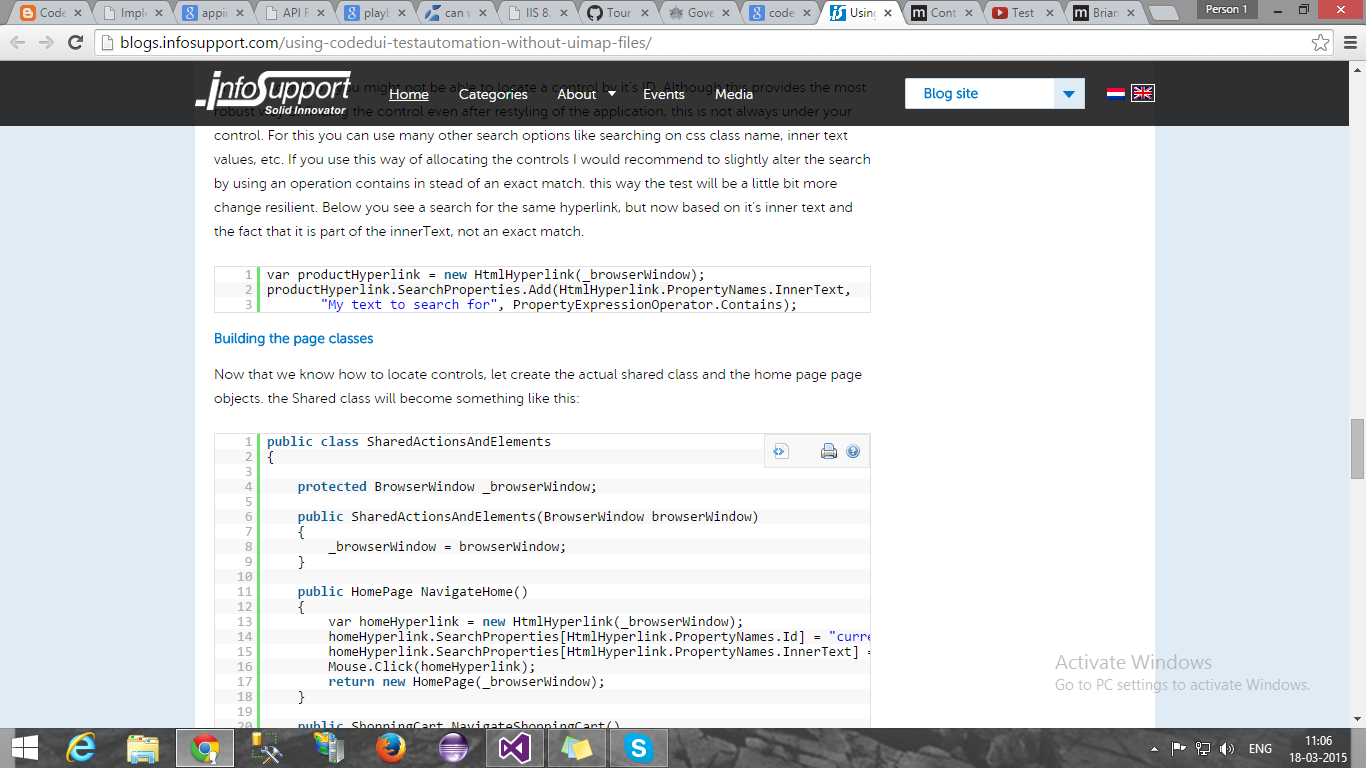 Code
Imple
appi
API F
playb
can v
IIS 8.
Tour
Gove
code
Using
Cont
Test
Brian
Person 1
blogs.infosupport.com/using-codedui-testautomation-without-uimap-files/
infoSupport
Solid Innovator
Home
Categories
About
Events
Media
Blog site
you might not be able to locate a control by it's ID. Although this provides the most
robust way the control even after restyling of the application, this is not always under your
control. For this you can use many other search options like searching on css class name, inner text
values, etc. If you use this way of allocating the controls I would recommend to slightly alter the search
by using an operation contains in stead of an exact match. this way the test will be a little bit more
change resilient. Below you see a search for the same hyperlink, but now based on it's inner text and
the fact that it is part of the innerText, not an exact match.
1 var productHyperlink = new HtmlHyperlink(_browserWindow);
2 productHyperlink.SearchProperties.Add(HtmlHyperlink.PropertyNames.InnerText,
3 "My text to search for", PropertyExpressionOperator.Contains);
Building the page classes
Now that we know how to locate controls, let create the actual shared class and the home page page
objects. the Shared class will become something like this:
1 public class SharedActionsAndElements
2 {
3
4 protected BrowserWindow _browserWindow;
5
6 public SharedActionsAndElements(BrowserWindow browserWindow)
7 {
8 _browserWindow = browserWindow;
9 }
10
11 public HomePage NavigateHome()
12 {
13 var homeHyperlink = new HtmlHyperlink(_browserWindow);
14 homeHyperlink.SearchProperties[HtmlHyperlink.PropertyNames.Id] = "curre
15 homeHyperlink.SearchProperties[HtmlHyperlink.PropertyNames.InnerText] =
16 Mouse.Click(homeHyperlink);
17 return new HomePage(_browserWindow);
18 }
19
20 public ShoppingCart NavigateShoppingCart()
Activate Windows
Go to PC settings to activate Windows.
ENG
11:06
18-03-2015